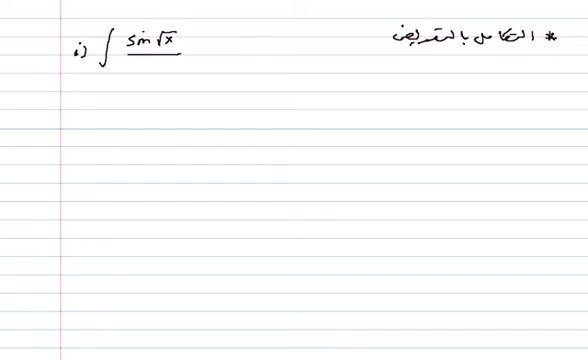 * التكامل بالتعويض
i) ∫ sin √x